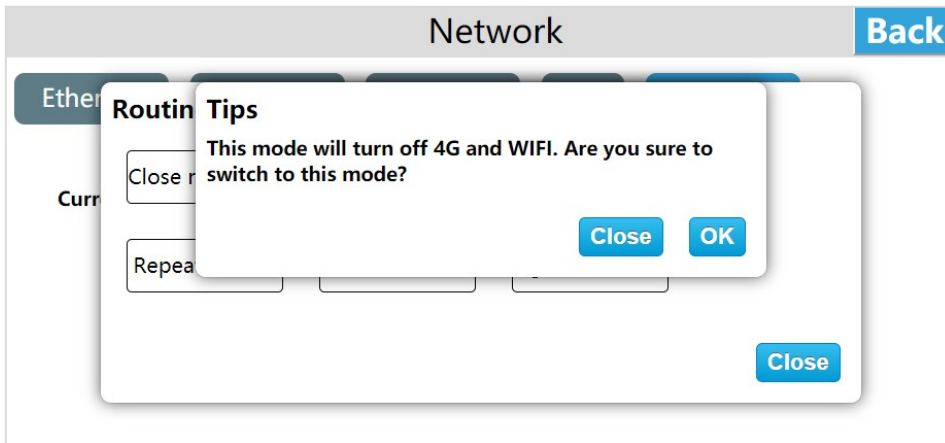 Network
Back
Ether
Routin
Tips
This mode will turn off 4G and WIFI. Are you sure to
switch to this mode?
Close r
Curr
Close
OK
Repea
Close